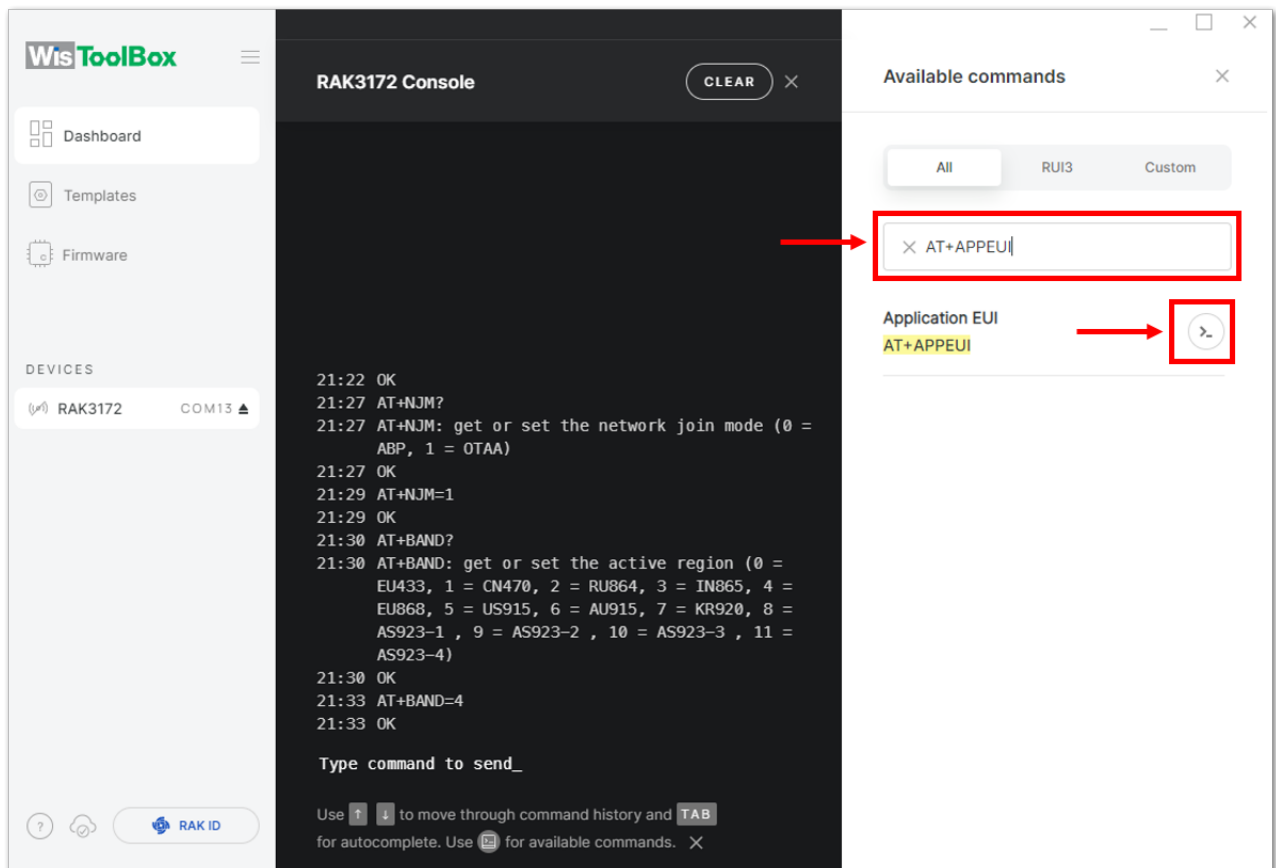 WisToolBox
Dashboard
Templates
Firmware
DEVICES
RAK3172 COM13
RAK ID
RAK3172 Console
CLEAR
21:22 OK
21:27 AT+NJM?
21:27 AT+NJM: get or set the network join mode (0 =
ABP, 1 = OTAA)
21:27 OK
21:29 AT+NJM=1
21:29 OK
21:30 AT+BAND?
21:30 AT+BAND: get or set the active region (0 =
EU433, 1 = CN470, 2 = RU864, 3 = IN865, 4 =
EU868, 5 = US915, 6 = AU915, 7 = KR920, 8 =
AS923-1 , 9 = AS923-2 , 10 = AS923-3 , 11 =
AS923-4)
21:30 OK
21:33 AT+BAND=4
21:33 OK
Type command to send_
Use ↑ ↓ to move through command history and TAB
for autocomplete. Use for available commands.
Available commands
All RUI3 Custom
AT+APPEUI
Application EUI
AT+APPEUI